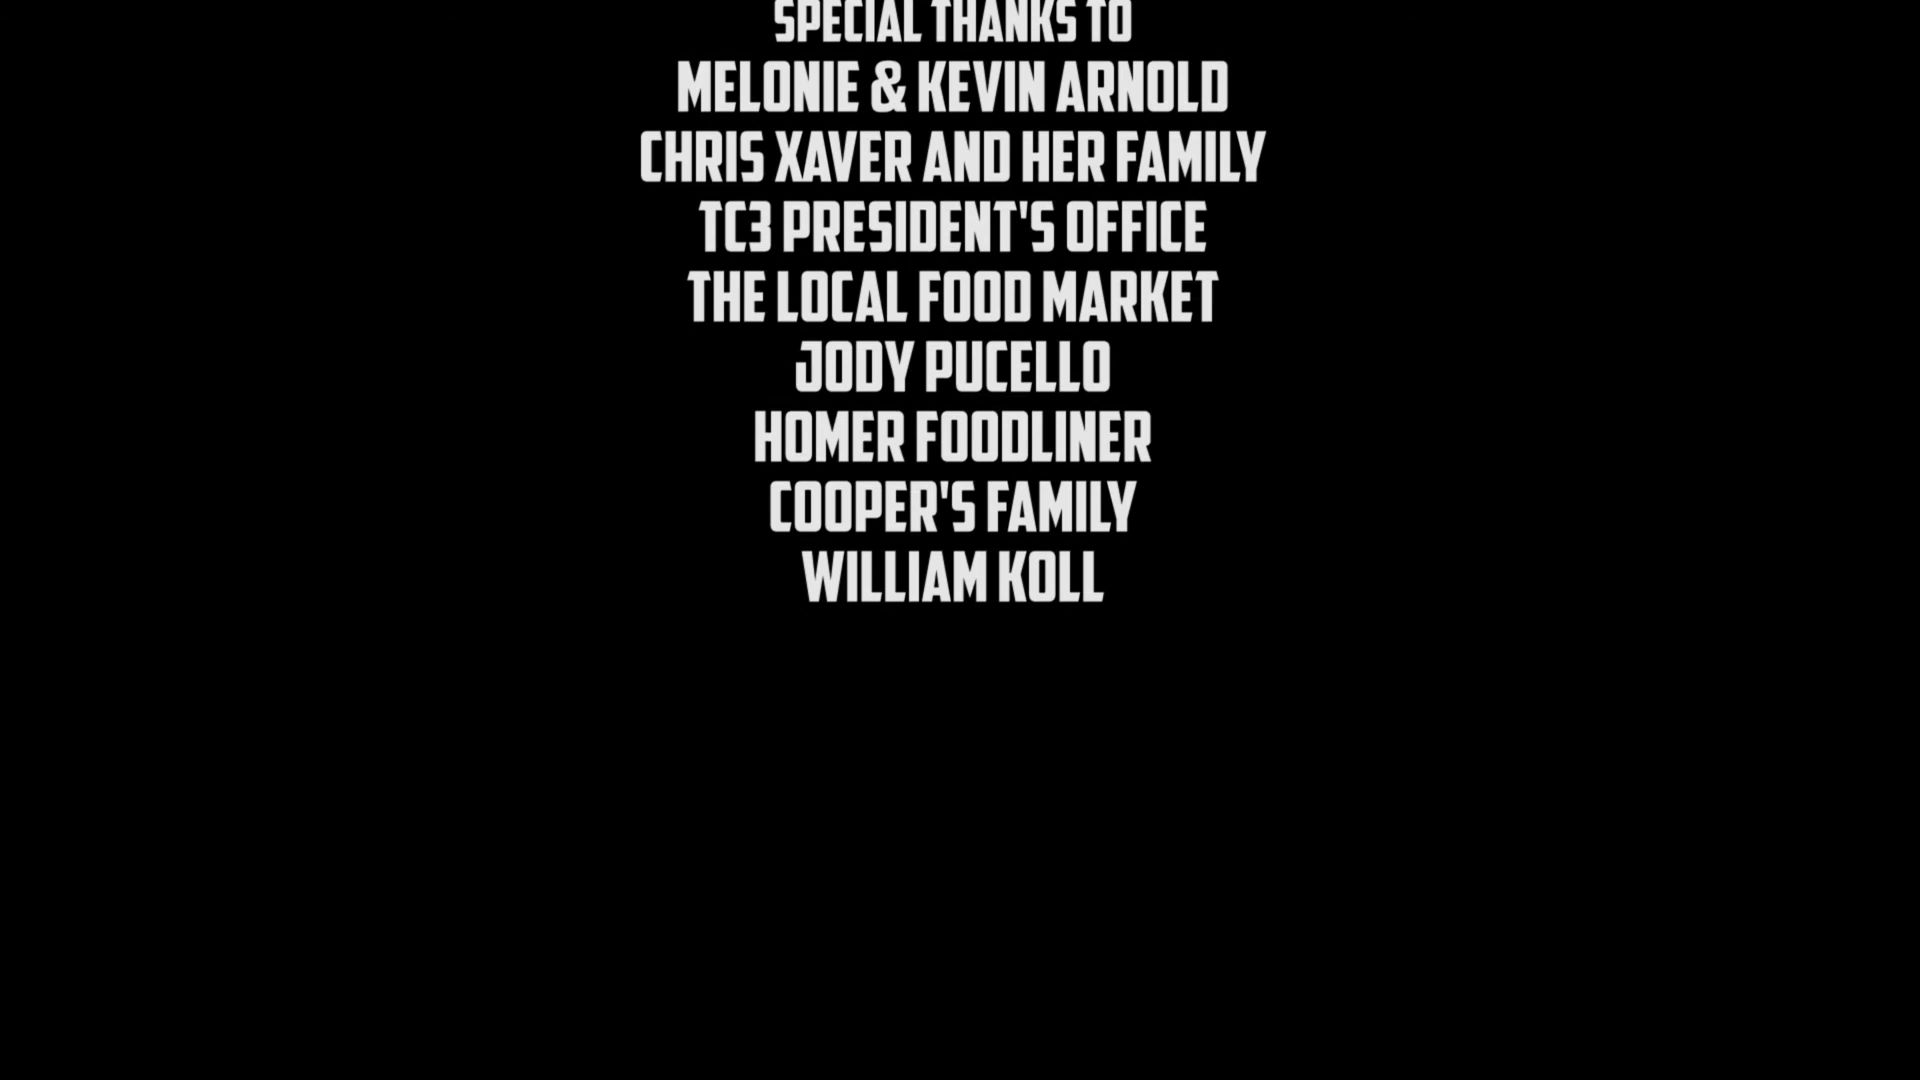 SPECIAL THANKS TO
MELONIE & KEVIN ARNOLD
CHRIS XAVER AND HER FAMILY
TC3 PRESIDENT'S OFFICE
THE LOCAL FOOD MARKET
JODY PUCELLO
HOMER FOODLINER
COOPER'S FAMILY
WILLIAM KOLL